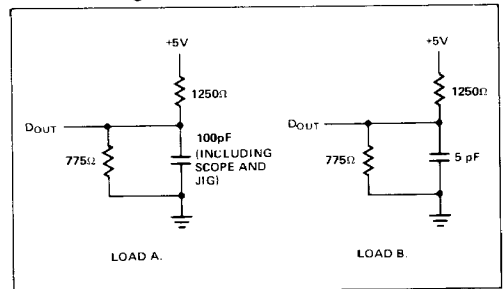 +5V
1250Ω
DOUT
775Ω
100pF
(INCLUDING
SCOPE AND
JIG)
LOAD A.
+5V
1250Ω
DOUT
775Ω
5 pF
LOAD B.